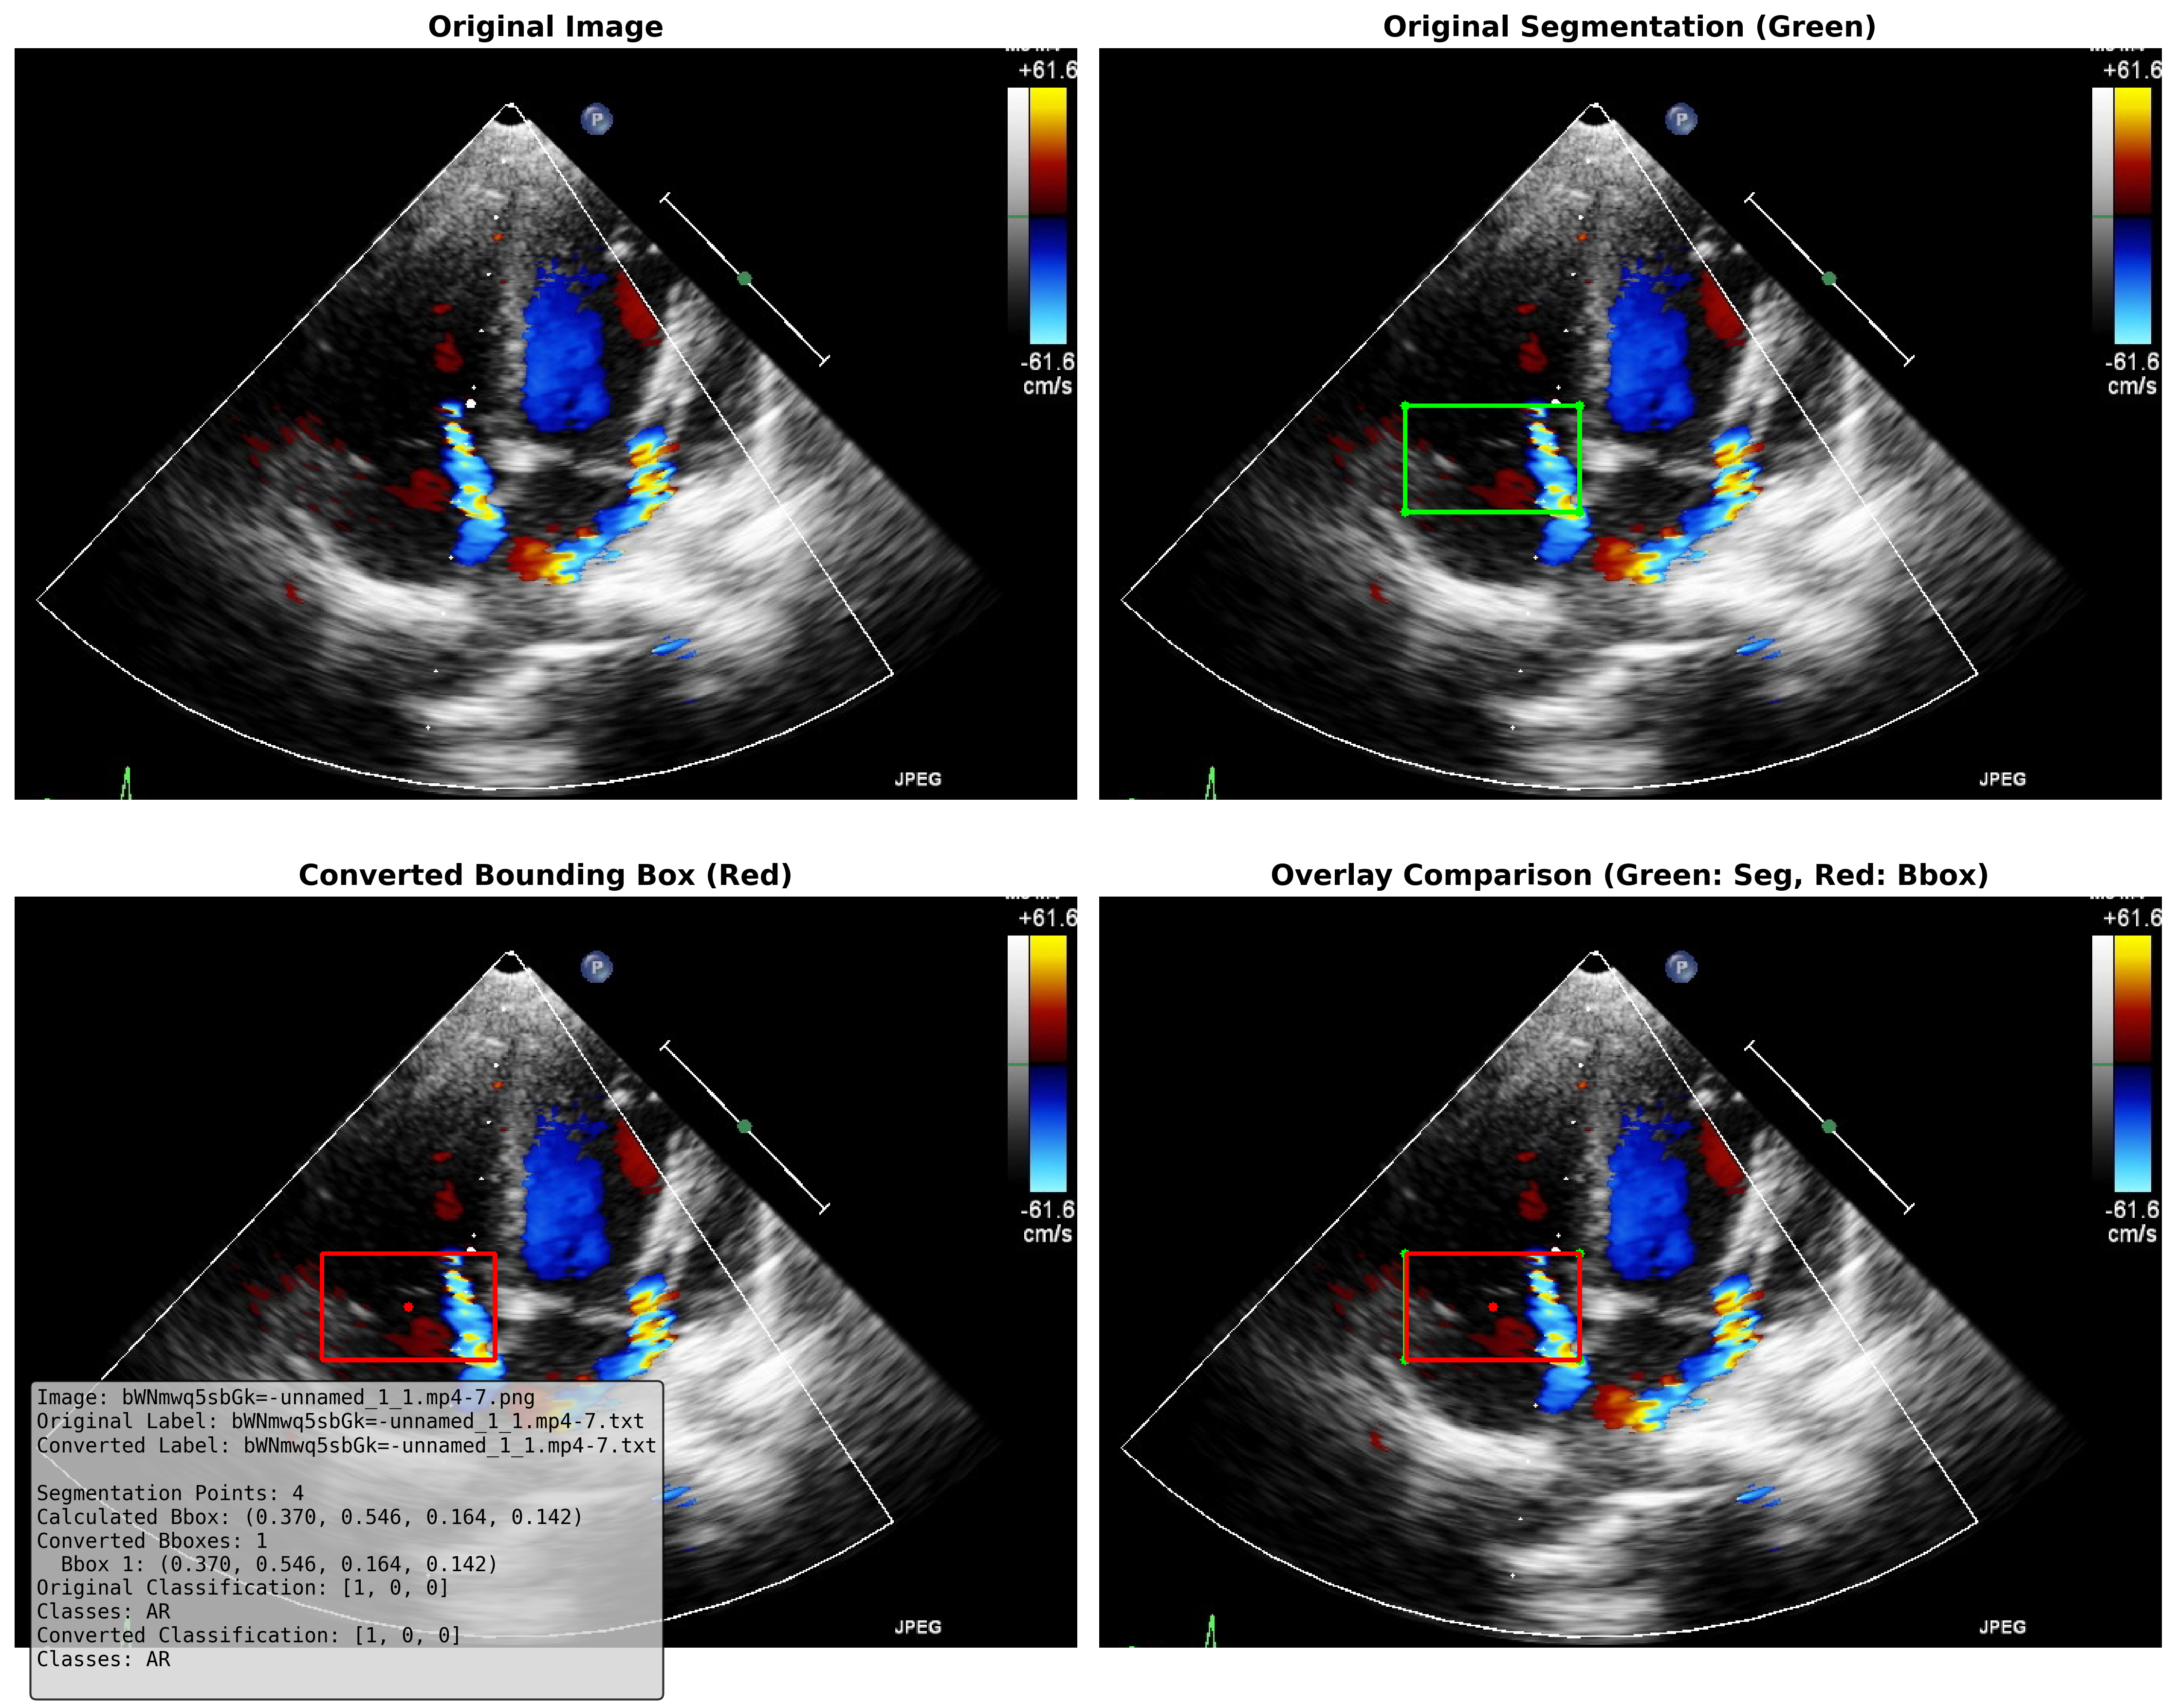 Original Image
Original Segmentation (Green)
+61.6
P
-61.6
cm/s
JPEG
+61.6
P
-61.6
cm/s
JPEG
Converted Bounding Box (Red)
Overlay Comparison (Green: Seg, Red: Bbox)
+61.6
P
-61.6
cm/s
JPEG
+61.6
P
-61.6
cm/s
JPEG
Image: bWNmwq5sbGk=-unnamed_1_1.mp4-7.png
Original Label: bWNmwq5sbGk=-unnamed_1_1.mp4-7.txt
Converted Label: bWNmwq5sbGk=-unnamed_1_1.mp4-7.txt
Segmentation Points: 4
Calculated Bbox: (0.370, 0.546, 0.164, 0.142)
Converted Bboxes: 1
Bbox 1: (0.370, 0.546, 0.164, 0.142)
Original Classification: [1, 0, 0]
Classes: AR
Converted Classification: [1, 0, 0]
Classes: AR